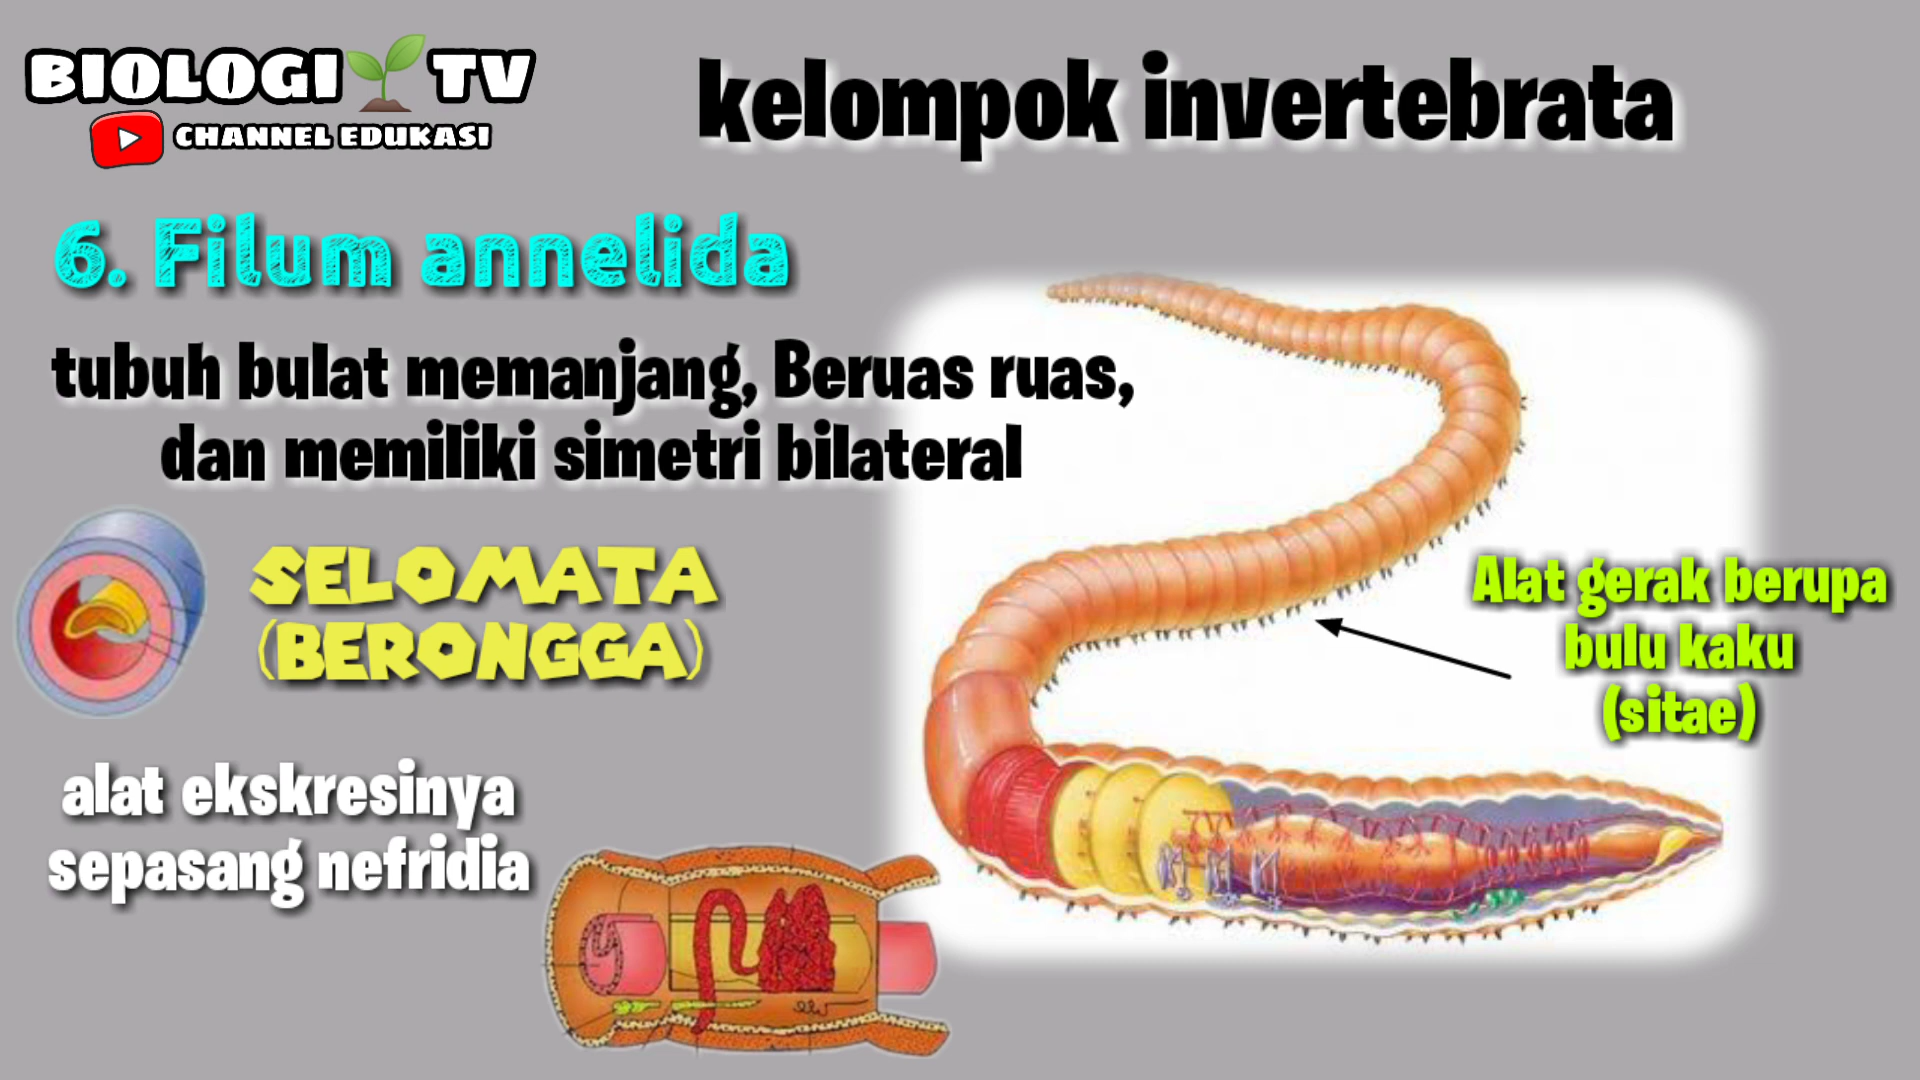 BIOLOGI TV
CHANNEL EDUKASI
kelompok invertebrata
6. Filum annelida
tubuh bulat memanjang, Beruas ruas,
dan memiliki simetri bilateral
SELOMATA
(BERONGGA)
Alat gerak berupa
bulu kaku
(sitae)
alat ekskresinya
sepasang nefridia